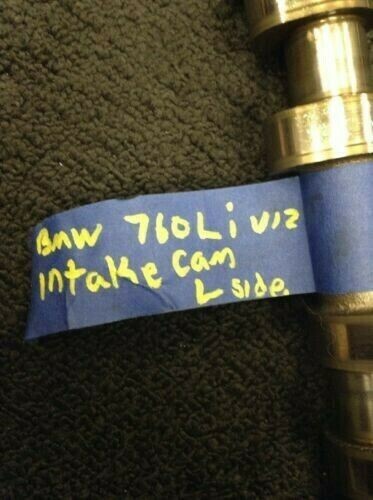 BMW 760Li V12
intake cam
L side.